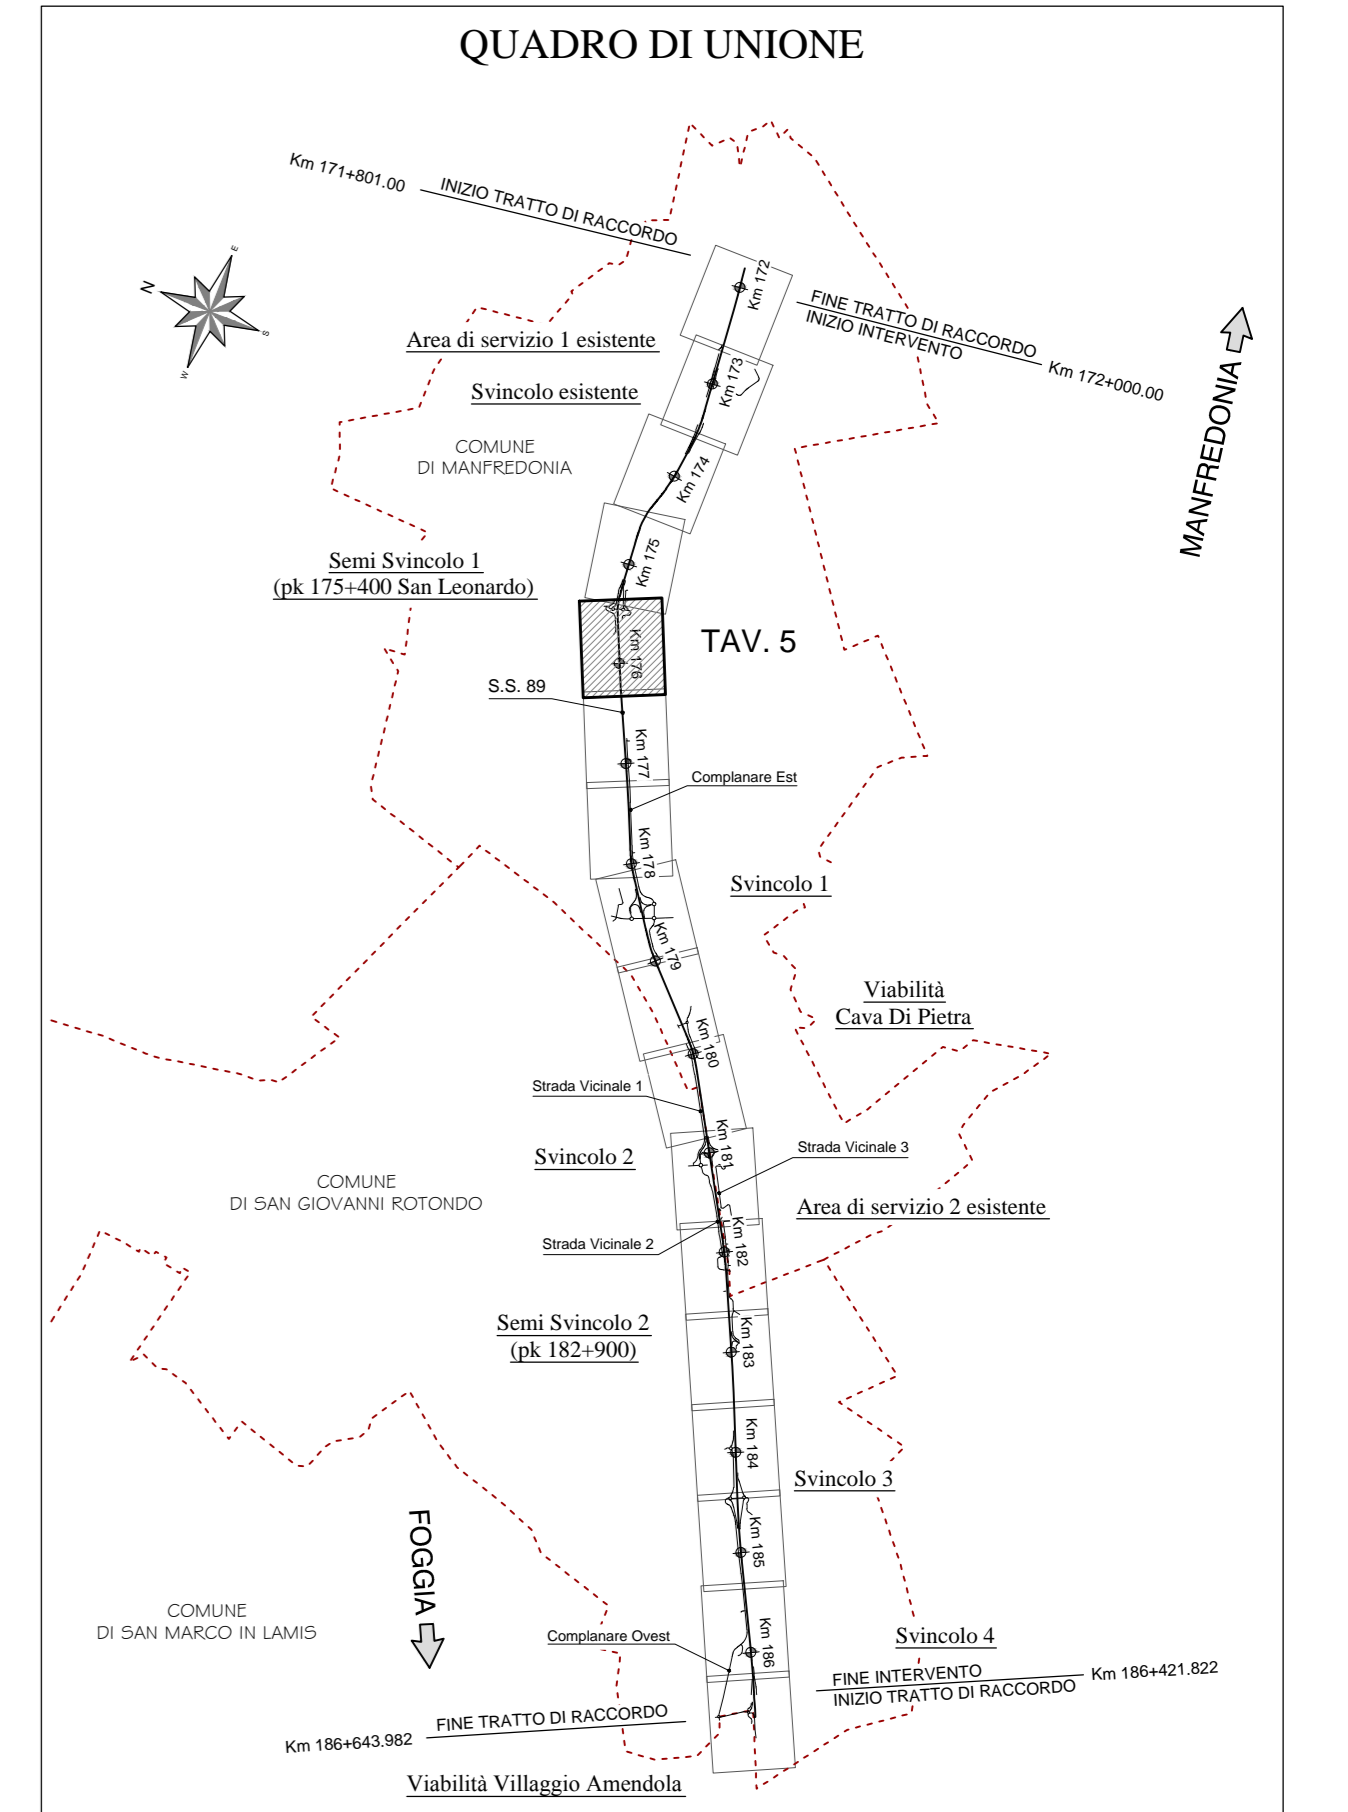 QUADRO DI UNIONE
Km 171+801.00
INIZIO TRATTO DI RACCORDO
E
N
S
W
Km 172
FINE TRATTO DI RACCORDO
INIZIO INTERVENTO
Km 172+000.00
MANFREDONIA
Area di servizio 1 esistente
Km 173
Svincolo esistente
COMUNE
DI MANFREDONIA
Km 174
Semi Svincolo 1
(pk 175+400 San Leonardo)
Km 175
TAV. 5
Km 176
S.S. 89
Km 177
Complanare Est
Km 178
Svincolo 1
Km 179
Viabilità
Cava Di Pietra
Km 180
Strada Vicinale 1
Km 181
Strada Vicinale 3
Svincolo 2
COMUNE
DI SAN GIOVANNI ROTONDO
Area di servizio 2 esistente
Strada Vicinale 2
Km 182
Semi Svincolo 2
(pk 182+900)
Km 183
Km 184
Svincolo 3
FOGGIA
Km 185
COMUNE
DI SAN MARCO IN LAMIS
Complanare Ovest
Km 186
Svincolo 4
FINE INTERVENTO
INIZIO TRATTO DI RACCORDO
Km 186+421.822
FINE TRATTO DI RACCORDO
Km 186+643.982
Viabilità Villaggio Amendola